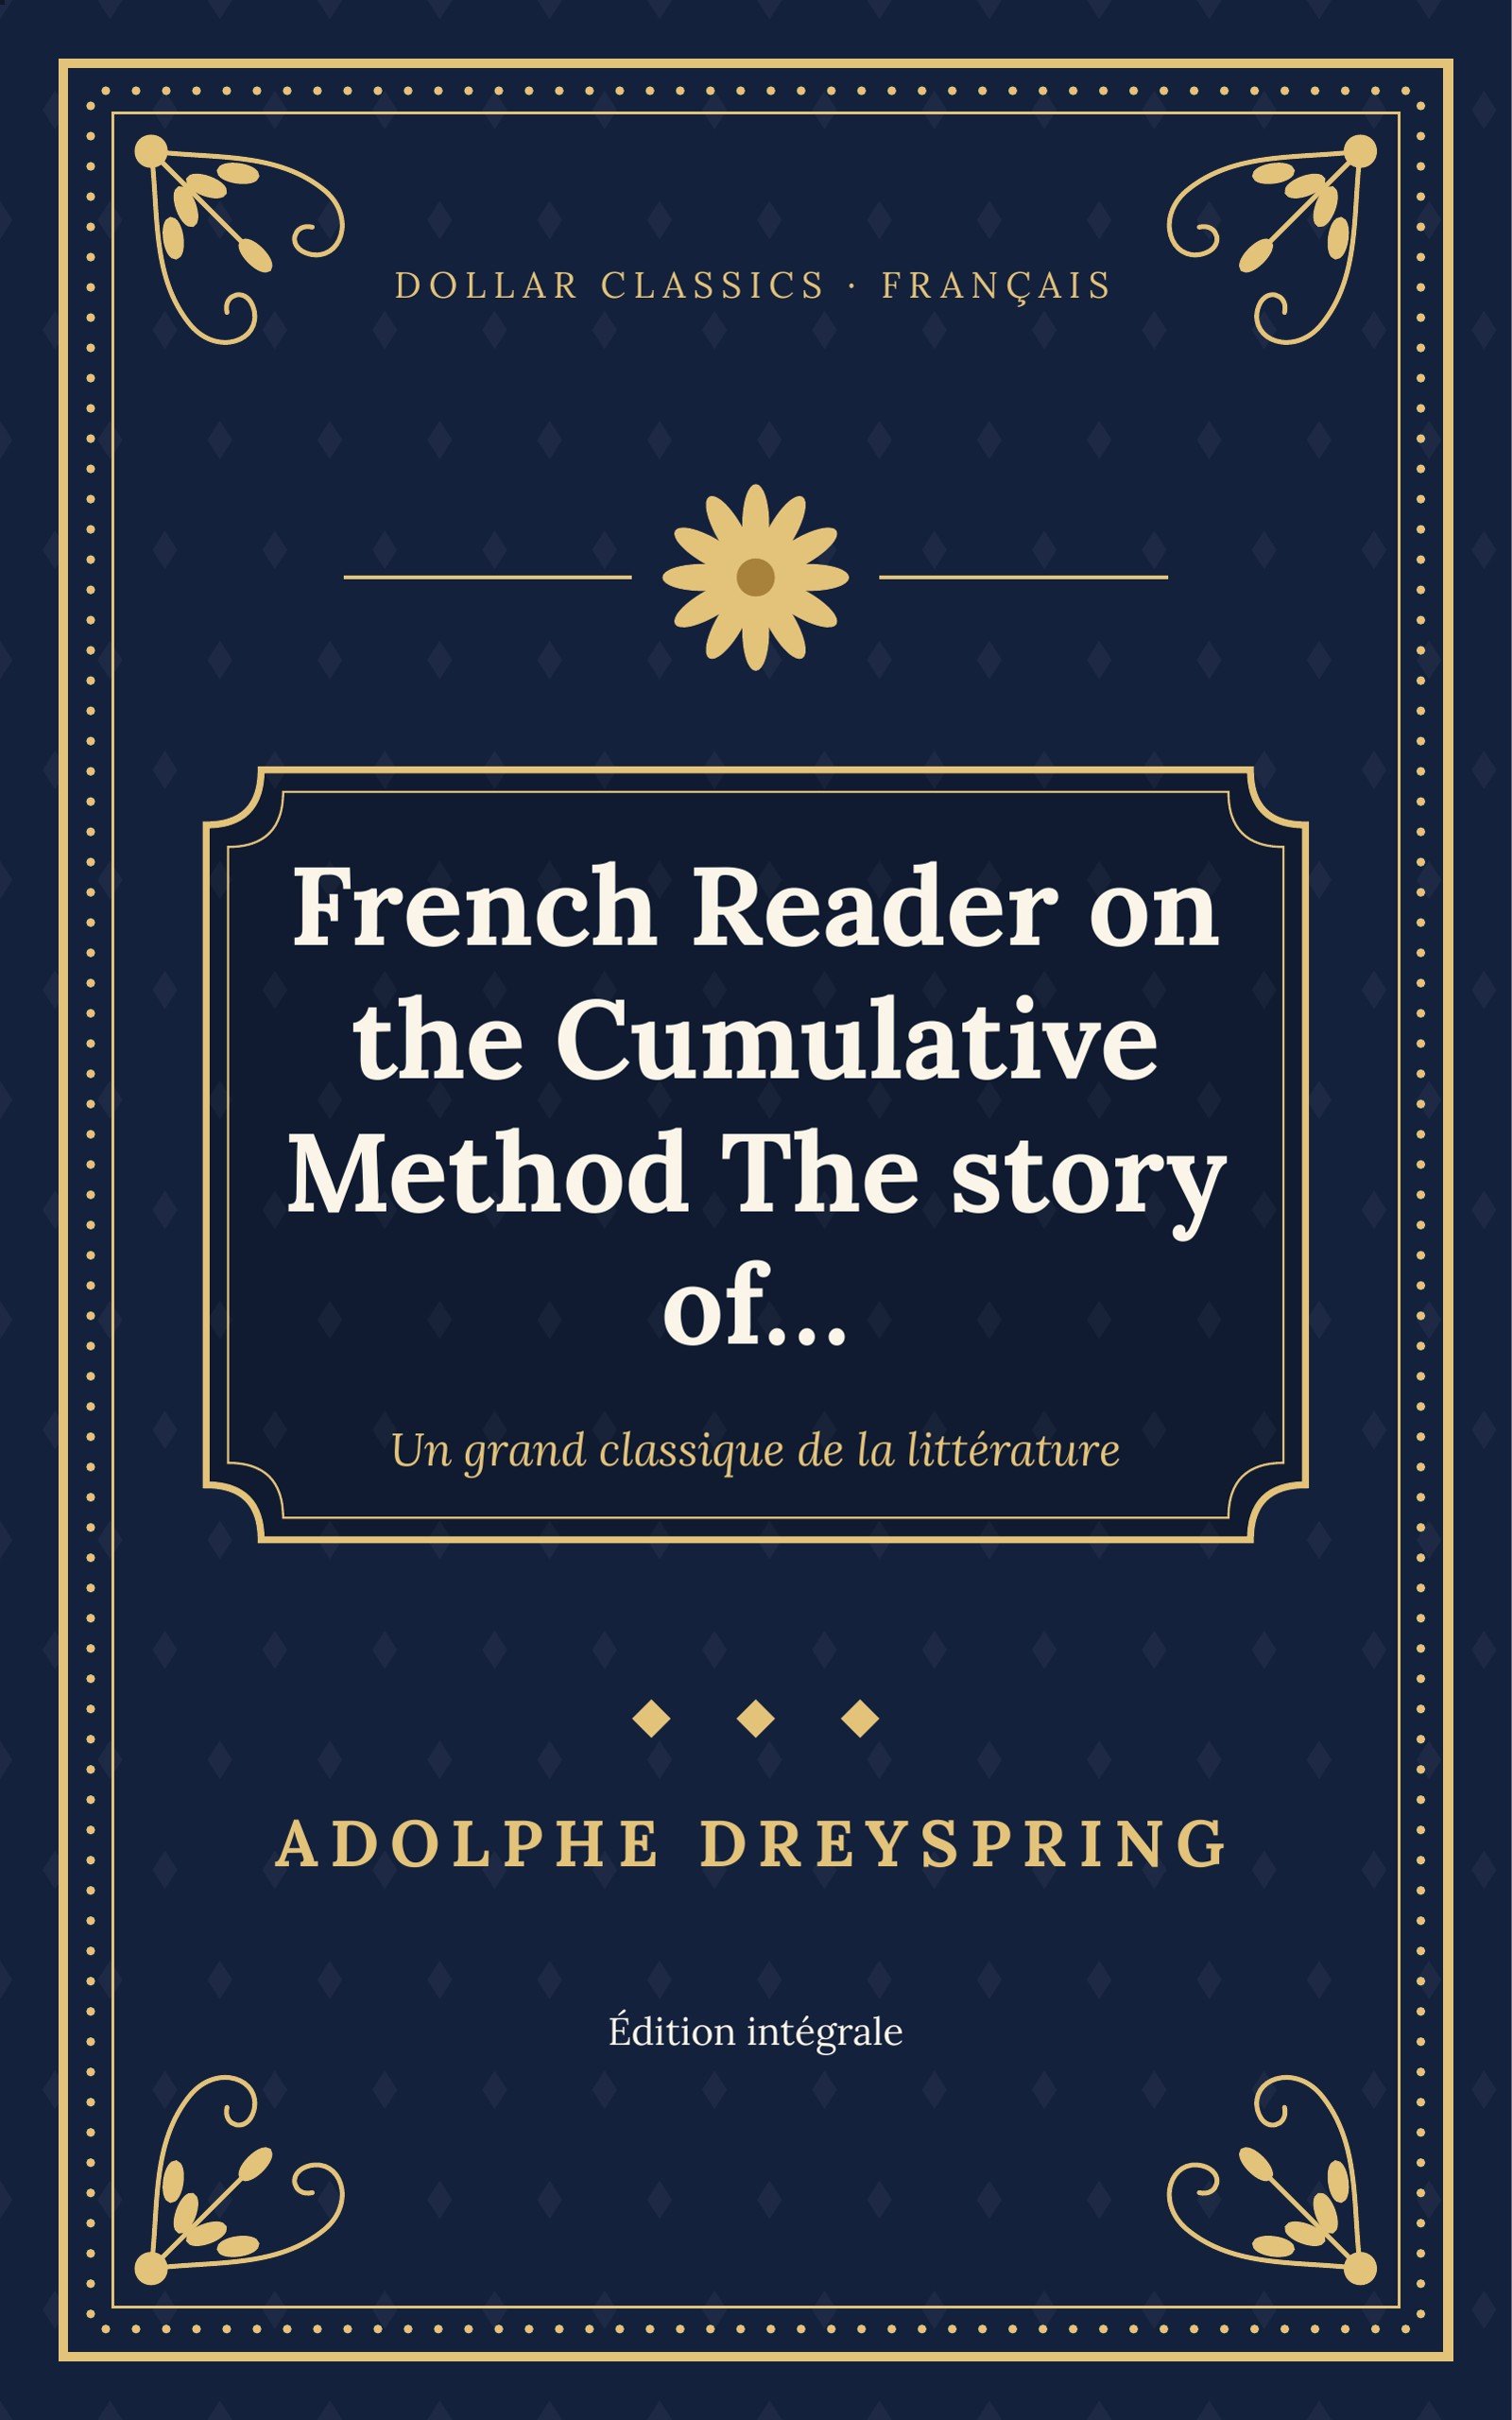 DOLLAR CLASSICS · FRANÇAIS
French Reader on
the Cumulative
Method The story
of...
Un grand classique de la littérature
ADOLPHE DREYSPRING
Édition intégrale